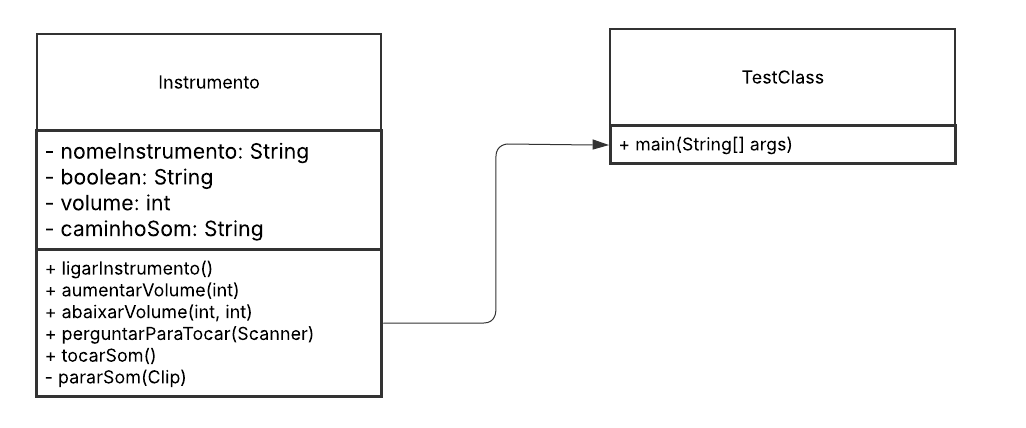 Instrumento
- nomeInstrumento: String
- boolean: String
- volume: int
- caminhoSom: String
+ ligarInstrumento()
+ aumentarVolume(int)
+ abaixarVolume(int, int)
+ perguntarParaTocar(Scanner)
+ tocarSom()
- pararSom(Clip)
TestClass
+ main(String[] args)